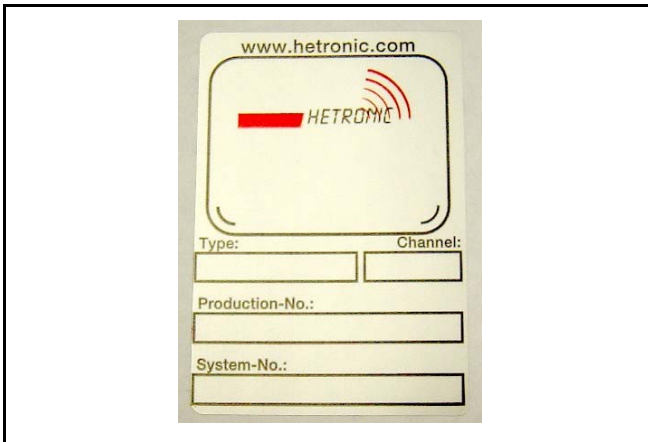 www.hetronic.com
HETRONIC
Type: Channel:
Production-No.:
System-No.: